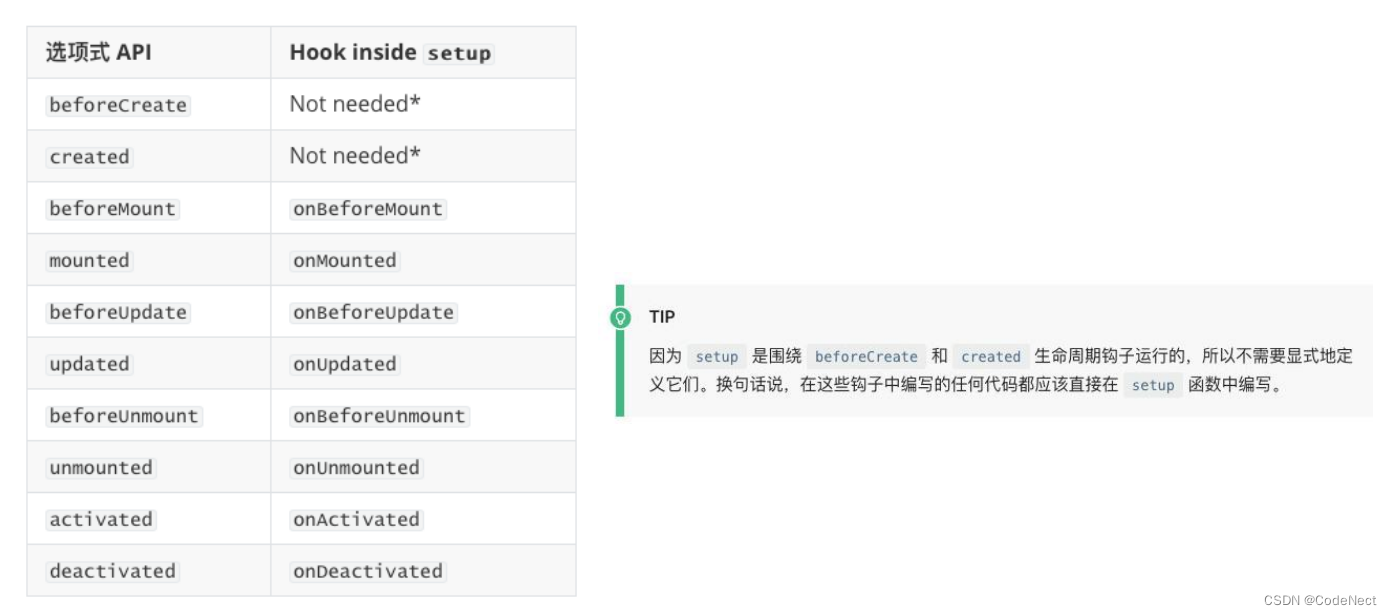 选项式 API Hook inside setup
beforeCreate Not needed*
created Not needed*
beforeMount onBeforeMount
mounted onMounted
beforeUpdate onBeforeUpdate
updated onUpdated
beforeUnmount onBeforeUnmount
unmounted onUnmounted
activated onActivated
deactivated onDeactivated
TIP
因为 setup 是围绕 beforeCreate 和 created 生命周期钩子运行的，所以不需要显式地定
义它们。换句话说，在这些钩子中编写的任何代码都应该直接在 setup 函数中编写。
CSDN @CodeNect